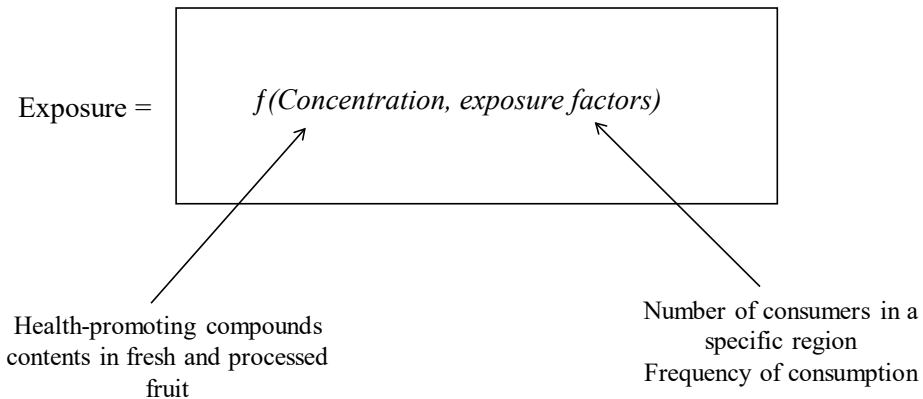 Exposure =
f(Concentration, exposure factors)
Health-promoting compounds
contents in fresh and processed
fruit
Number of consumers in a
specific region
Frequency of consumption